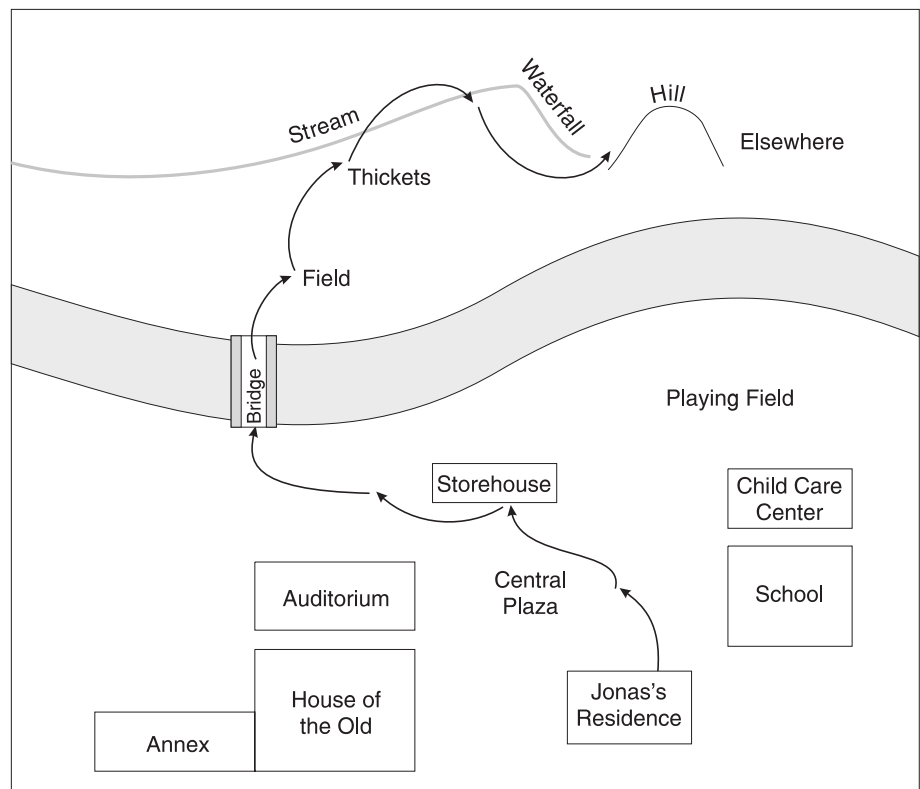 Stream
Waterfall
Hill
Elsewhere
Thickets
Field
Bridge
Playing Field
Storehouse
Child Care
Center
Central
Plaza
Auditorium
School
House of
the Old
Jonas's
Residence
Annex